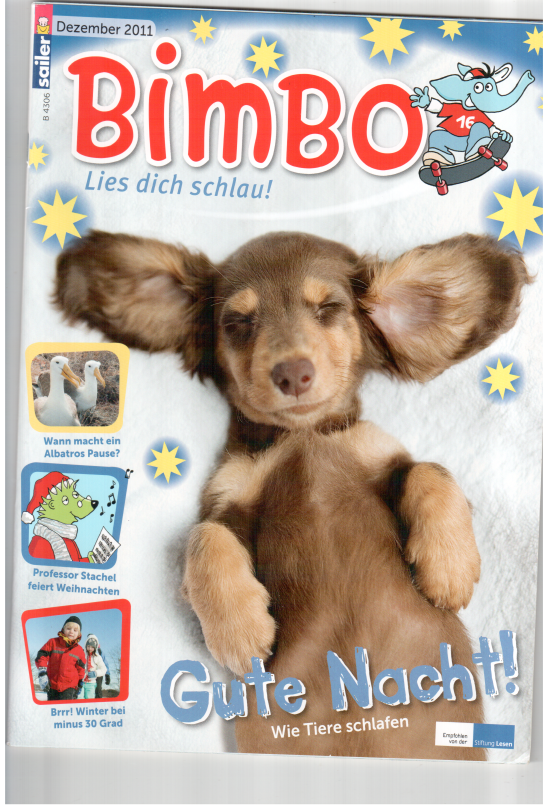 Dezember 2011
sailer
B 4306
BimBO
16
Lies dich schlau!
Wann macht ein
Albatros Pause?
Professor Stachel
feiert Weihnachten
Brrr! Winter bei
minus 30 Grad
Gute Nacht!
Wie Tiere schlafen
Empfohlen
von der
Stiftung Lesen